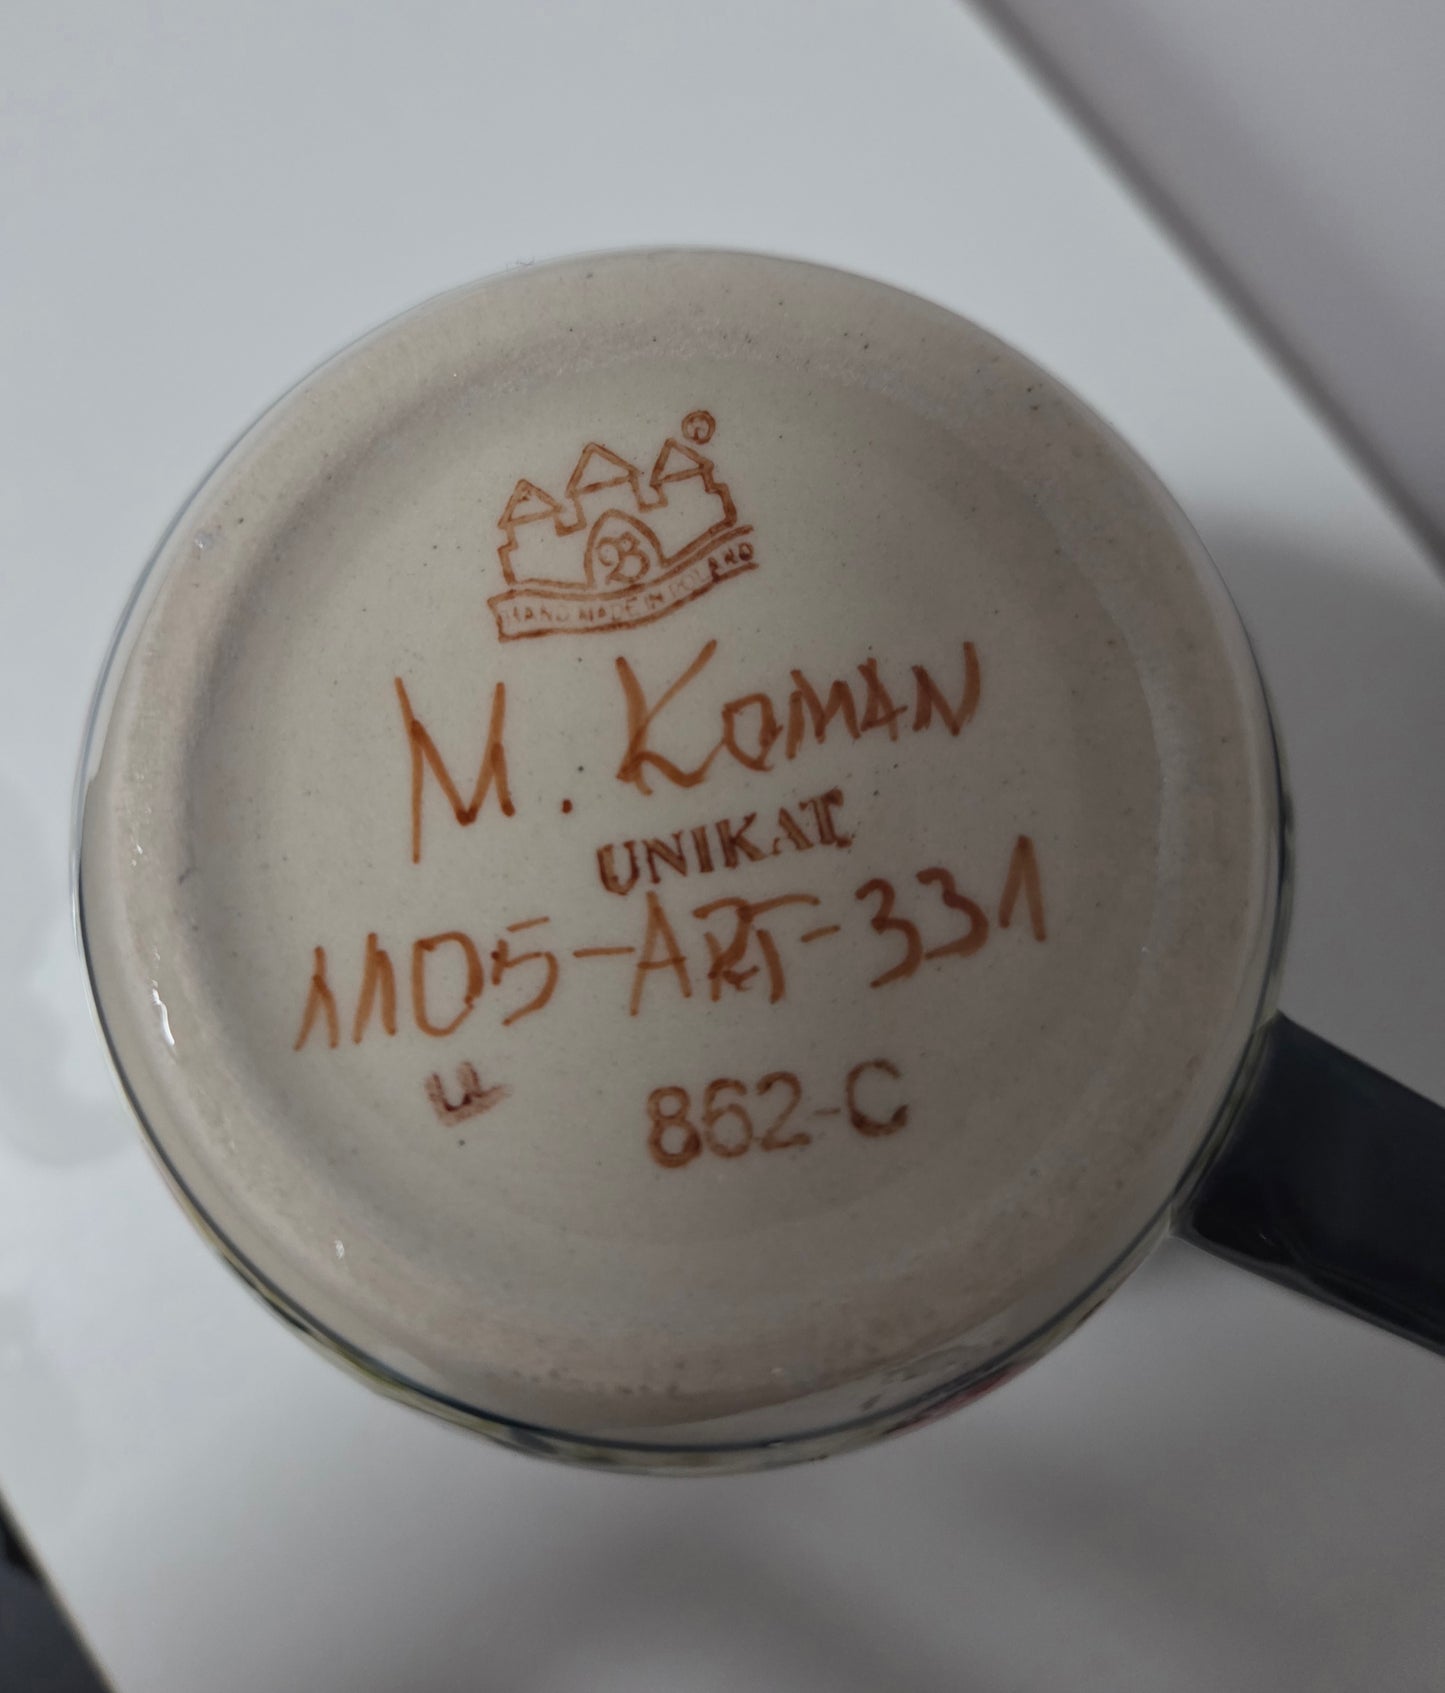 ®
B
HAND MADE IN POLAND
M. KOMAN
UNIKAT
1105-ART-331
862-C